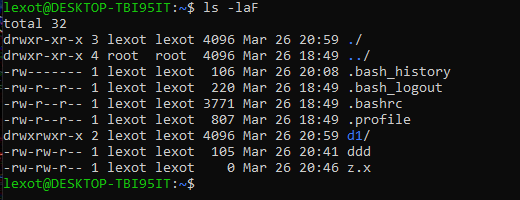 lexot@DESKTOP-TBI95IT:~$ ls -laF
total 32
drwxr-xr-x 3 lexot lexot 4096 Mar 26 20:59 ./
drwxr-xr-x 4 root  root  4096 Mar 26 18:49 ../
-rw------- 1 lexot lexot  106 Mar 26 20:08 .bash_history
-rw-r--r-- 1 lexot lexot  220 Mar 26 18:49 .bash_logout
-rw-r--r-- 1 lexot lexot 3771 Mar 26 18:49 .bashrc
-rw-r--r-- 1 lexot lexot  807 Mar 26 18:49 .profile
drwxrwxr-x 2 lexot lexot 4096 Mar 26 20:59 d1/
-rw-rw-r-- 1 lexot lexot  105 Mar 26 20:41 ddd
-rw-rw-r-- 1 lexot lexot    0 Mar 26 20:46 z.x
lexot@DESKTOP-TBI95IT:~$